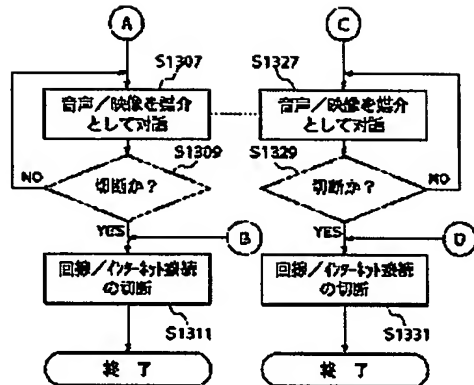 A
C
S1307
S1327
音声／映像を媒介
として対話
音声／映像を媒介
として対話
S1309
S1329
NO
切断か？
切断か？
NO
YES
B
YES
D
回線／インターネット接続
の切断
回線／インターネット接続
の切断
S1311
S1331
終了
終了